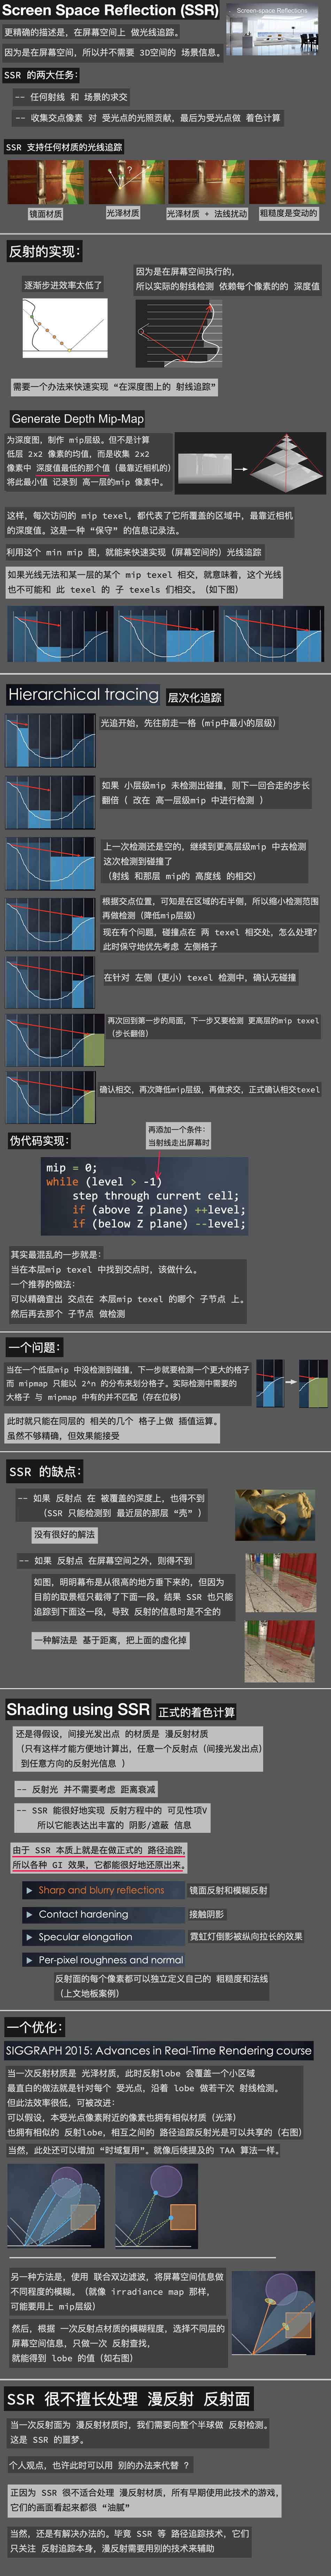 Screen Space Reflection (SSR)
更精确的描述是，在屏幕空间上 做光线追踪。
因为是在屏幕空间，所以并不需要 3D空间的 场景信息。
Screen-space Reflections
SSR 的两大任务：
-- 任何射线 和 场景的求交
-- 收集交点像素 对 受光点的光照贡献，最后为受光点做 着色计算
SSR 支持任何材质的光线追踪
?
镜面材质
光泽材质
光泽材质 + 法线扰动
粗糙度是变动的
反射的实现：
逐渐步进效率太低了
因为是在屏幕空间执行的，
所以实际的射线检测 依赖每个像素的的 深度值
需要一个办法来快速实现 “在深度图上的 射线追踪”
Generate Depth Mip-Map
为深度图，制作 mip层级。但不是计算
低层 2x2 像素的均值，而是收集 2x2
像素中 深度值最低的那个值（最靠近相机的）
将此最小值 记录到 高一层的mip 像素中。
这样，每次访问的 mip texel，都代表了它所覆盖的区域中，最靠近相机
的深度值。这是一种 “保守” 的信息记录法。
利用这个 min mip 图，就能来快速实现（屏幕空间的）光线追踪
如果光线无法和某一层的某个 mip texel 相交，就意味着，这个光线
也不可能和 此 texel 的 子 texels 们相交。（如下图）
Hierarchical tracing 层次化追踪
光追开始，先往前走一格（mip中最小的层级）
如果 小层级mip 未检测出碰撞，则下一回合走的步长
翻倍（ 改在 高一层级mip 中进行检测 ）
上一次检测还是空的，继续到更高层级mip 中去检测
这次检测到碰撞了
（射线 和那层 mip的 高度线 的相交）
根据交点位置，可知是在区域的右半侧，所以缩小检测范围
再做检测（降低mip层级）
现在有个问题，碰撞点在 两 texel 相交处，怎么处理？
此时保守地优先考虑 左侧格子
在针对 左侧（更小）texel 检测中，确认无碰撞
再次回到第一步的局面，下一步又要检测 更高层的mip texel
（步长翻倍）
确认相交，再次降低mip层级，再做求交，正式确认相交texel
伪代码实现：
再添加一个条件：
当射线走出屏幕时
mip = 0;
while (level > -1)
step through current cell;
if (above Z plane) ++level;
if (below Z plane) --level;
其实最混乱的一步就是：
当在本层mip texel 中找到交点时，该做什么。
一个推荐的做法：
可以精确查出 交点在 本层mip texel 的哪个 子节点 上。
然后再去那个 子节点 做检测
一个问题：
当在一个低层mip 中没检测到碰撞，下一步就要检测一个更大的格子
而 mipmap 只能以 2^n 的分布来划分格子。实际检测中需要的
大格子 与 mipmap 中有的并不匹配（存在位移）
此时就只能在同层的 相关的几个 格子上做 插值运算。
虽然不够精确，但效果能接受
SSR 的缺点：
-- 如果 反射点 在 被覆盖的深度上，也得不到
（SSR 只能检测到 最近层的那层 “壳” ）
没有很好的解法
-- 如果 反射点 在屏幕空间之外，则得不到
如图，明明幕布是从很高的地方垂下来的，但因为
目前的取景框只截得了下面一段。结果 SSR 也只能
追踪到下面这一段，导致 反射的信息时是不全的
一种解法是 基于距离，把上面的虚化掉
Shading using SSR 正式的着色计算
还是得假设，间接光发出点 的材质是 漫反射材质
（只有这样才能方便地计算出，任意一个反射点（间接光发出点）
到任意方向的反射光信息 ）
-- 反射光 并不需要考虑 距离衰减
-- SSR 能很好地实现 反射方程中的 可见性项V
所以它能表达出丰富的 阴影/遮蔽 信息
由于 SSR 本质上就是在做正式的 路径追踪，
所以各种 GI 效果，它都能很好地还原出来。
Sharp and blurry reflections 镜面反射和模糊反射
Contact hardening 接触阴影
Specular elongation 霓虹灯倒影被纵向拉长的效果
Per-pixel roughness and normal
反射面的每个像素都可以独立定义自己的 粗糙度和法线
（上文地板案例）
一个优化：
SIGGRAPH 2015: Advances in Real-Time Rendering course
当一次反射材质是 光泽材质，此时反射lobe 会覆盖一个小区域
最直白的做法就是针对每个 受光点，沿着 lobe 做若干次 射线检测。
但此法效率很低，可被改进：
可以假设，本受光点像素附近的像素也拥有相似材质（光泽）
也拥有相似的 反射lobe，相互之间的 路径追踪反射光是可以共享的（右图）
当然，此处还可以增加 “时域复用”。就像后续提及的 TAA 算法一样。
另一种方法是，使用 联合双边滤波，将屏幕空间信息做
不同程度的模糊。（就像 irradiance map 那样，
可能要用上 mip层级）
然后，根据 一次反射点材质的模糊程度，选择不同层的
屏幕空间信息，只做一次 反射查找，
就能得到 lobe 的值（如右图）
SSR 很不擅长处理 漫反射 反射面
当一次反射面为 漫反射材质时，我们需要向整个半球做 反射检测。
这是 SSR 的噩梦。
个人观点，也许此时可以用 别的办法来代替 ？
正因为 SSR 很不适合处理 漫反射材质，所有早期使用此技术的游戏，
它们的画面看起来都很 “油腻”
当然，还是有解决办法的。毕竟 SSR 等 路径追踪技术，它们
只关注 反射追踪本身，漫反射需要用别的技术来辅助